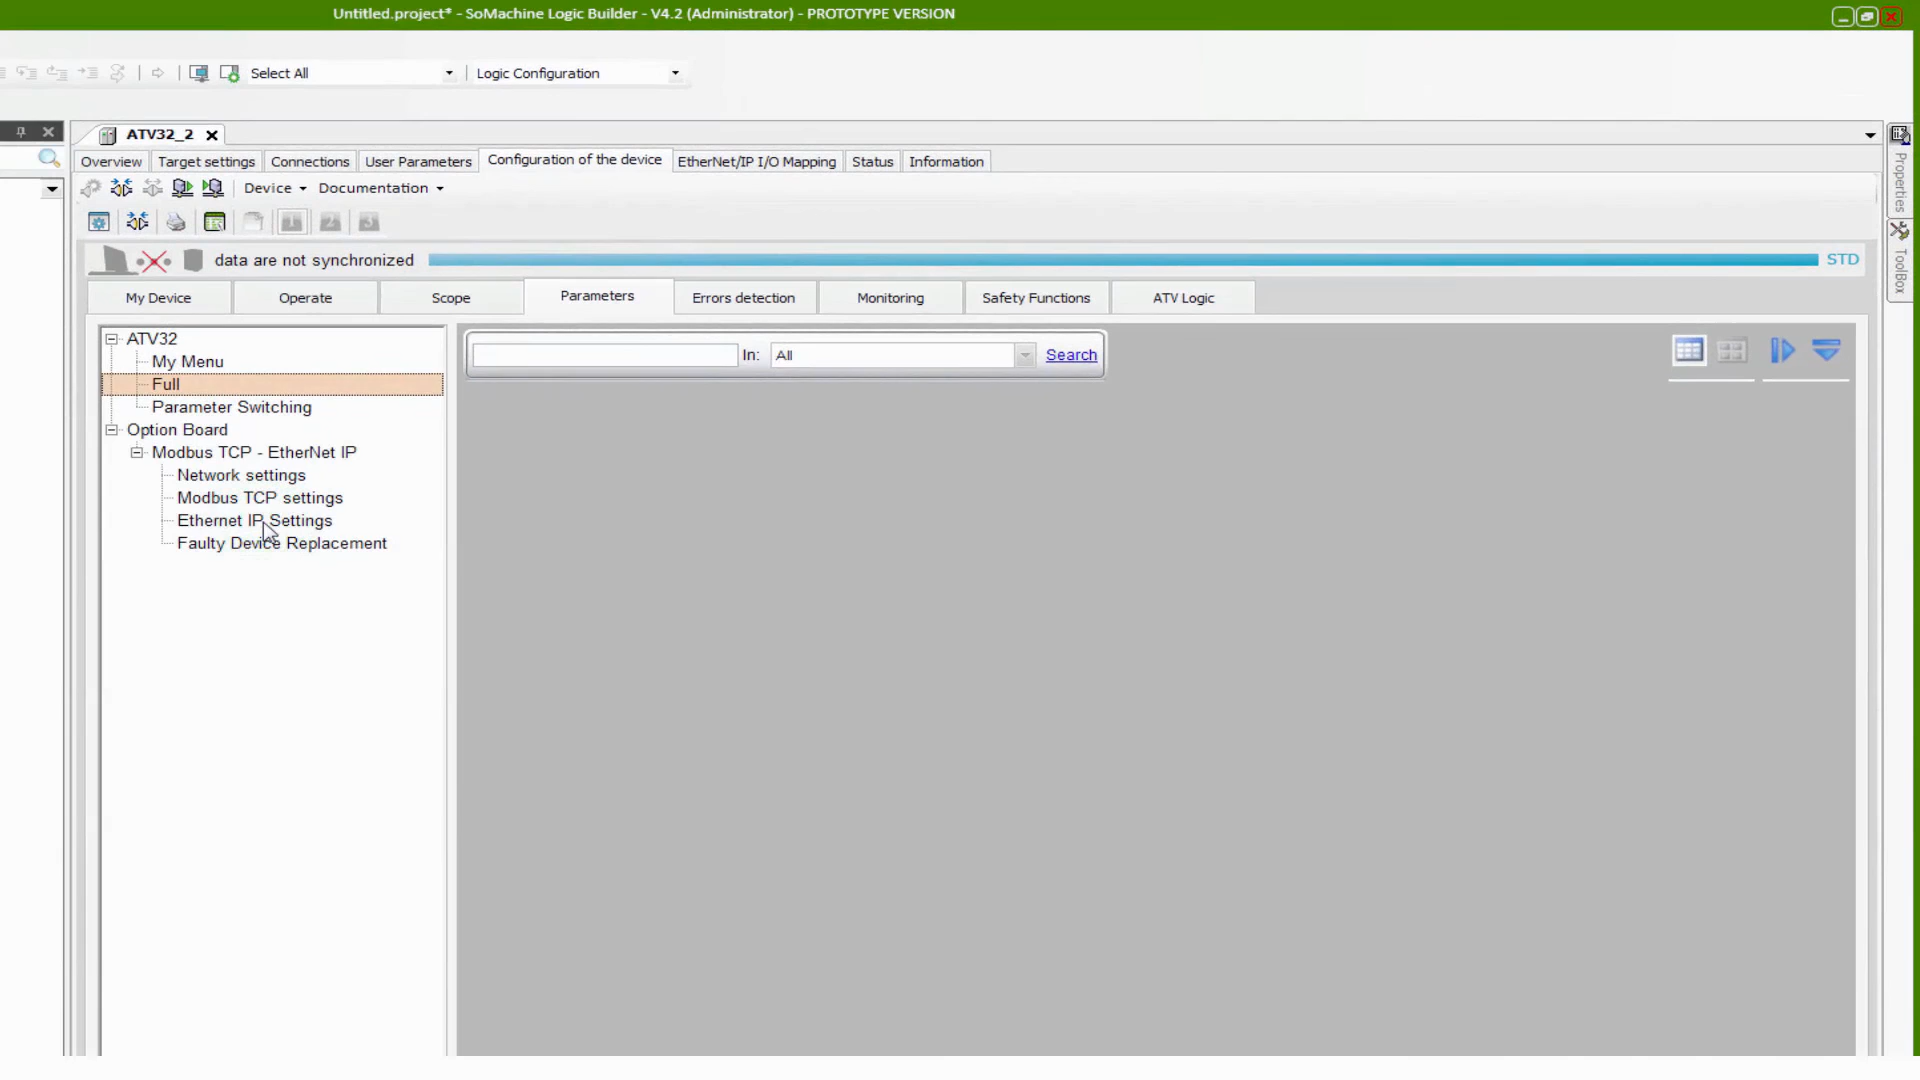 Untitled.project* - SoMachine Logic Builder - V4.2 (Administrator) - PROTOTYPE VERSION
Select All
Logic Configuration
ATV32_2
Overview
Target settings
Connections
User Parameters
Configuration of the device
EtherNet/IP I/O Mapping
Status
Information
Device
Documentation
1
2
3
data are not synchronized
STD
My Device
Operate
Scope
Parameters
Errors detection
Monitoring
Safety Functions
ATV Logic
ATV32
My Menu
Full
Parameter Switching
Option Board
Modbus TCP - EtherNet IP
Network settings
Modbus TCP settings
Ethernet IP Settings
Faulty Device Replacement
In:
All
Search
Properties
ToolBox